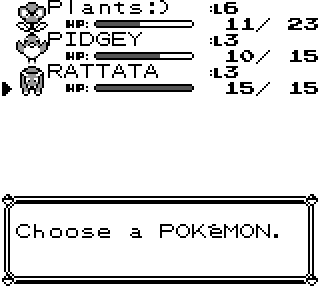 Plants:) :L6
HP: 11/ 23
PIDGEY :L3
HP: 10/ 15
RATTATA :L3
HP: 15/ 15
Choose a POKéMON.